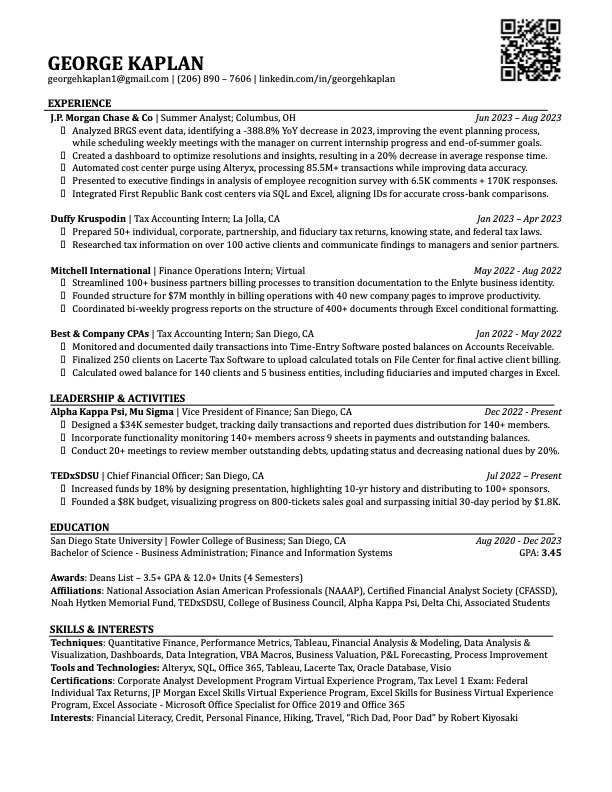 GEORGE KAPLAN
georgehkaplan1@gmail.com | (206) 890 – 7606 | linkedin.com/in/georgehkaplan
EXPERIENCE
J.P. Morgan Chase & Co | Summer Analyst; Columbus, OH Jun 2023 – Aug 2023
▯ Analyzed BRGS event data, identifying a -388.8% YoY decrease in 2023, improving the event planning process,
while scheduling weekly meetings with the manager on current internship progress and end-of-summer goals.
▯ Created a dashboard to optimize resolutions and insights, resulting in a 20% decrease in average response time.
▯ Automated cost center purge using Alteryx, processing 85.5M+ transactions while improving data accuracy.
▯ Presented to executive findings in analysis of employee recognition survey with 6.5K comments + 170K responses.
▯ Integrated First Republic Bank cost centers via SQL and Excel, aligning IDs for accurate cross-bank comparisons.
Duffy Kruspodin | Tax Accounting Intern; La Jolla, CA Jan 2023 – Apr 2023
▯ Prepared 50+ individual, corporate, partnership, and fiduciary tax returns, knowing state, and federal tax laws.
▯ Researched tax information on over 100 active clients and communicate findings to managers and senior partners.
Mitchell International | Finance Operations Intern; Virtual May 2022 - Aug 2022
▯ Streamlined 100+ business partners billing processes to transition documentation to the Enlyte business identity.
▯ Founded structure for $7M monthly in billing operations with 40 new company pages to improve productivity.
▯ Coordinated bi-weekly progress reports on the structure of 400+ documents through Excel conditional formatting.
Best & Company CPAs | Tax Accounting Intern; San Diego, CA Jan 2022 - May 2022
▯ Monitored and documented daily transactions into Time-Entry Software posted balances on Accounts Receivable.
▯ Finalized 250 clients on Lacerte Tax Software to upload calculated totals on File Center for final active client billing.
▯ Calculated owed balance for 140 clients and 5 business entities, including fiduciaries and imputed charges in Excel.
LEADERSHIP & ACTIVITIES
Alpha Kappa Psi, Mu Sigma | Vice President of Finance; San Diego, CA Dec 2022 - Present
▯ Designed a $34K semester budget, tracking daily transactions and reported dues distribution for 140+ members.
▯ Incorporate functionality monitoring 140+ members across 9 sheets in payments and outstanding balances.
▯ Conduct 20+ meetings to review member outstanding debts, updating status and decreasing national dues by 20%.
TEDxSDSU | Chief Financial Officer; San Diego, CA Jul 2022 – Present
▯ Increased funds by 18% by designing presentation, highlighting 10-yr history and distributing to 100+ sponsors.
▯ Founded a $8K budget, visualizing progress on 800-tickets sales goal and surpassing initial 30-day period by $1.8K.
EDUCATION
San Diego State University | Fowler College of Business; San Diego, CA Aug 2020 - Dec 2023
Bachelor of Science - Business Administration; Finance and Information Systems GPA: 3.45
Awards: Deans List – 3.5+ GPA & 12.0+ Units (4 Semesters)
Affiliations: National Association Asian American Professionals (NAAAP), Certified Financial Analyst Society (CFASSD),
Noah Hytken Memorial Fund, TEDxSDSU, College of Business Council, Alpha Kappa Psi, Delta Chi, Associated Students
SKILLS & INTERESTS
Techniques: Quantitative Finance, Performance Metrics, Tableau, Financial Analysis & Modeling, Data Analysis &
Visualization, Dashboards, Data Integration, VBA Macros, Business Valuation, P&L Forecasting, Process Improvement
Tools and Technologies: Alteryx, SQL, Office 365, Tableau, Lacerte Tax, Oracle Database, Visio
Certifications: Corporate Analyst Development Program Virtual Experience Program, Tax Level 1 Exam: Federal
Individual Tax Returns, JP Morgan Excel Skills Virtual Experience Program, Excel Skills for Business Virtual Experience
Program, Excel Associate - Microsoft Office Specialist for Office 2019 and Office 365
Interests: Financial Literacy, Credit, Personal Finance, Hiking, Travel, "Rich Dad, Poor Dad" by Robert Kiyosaki